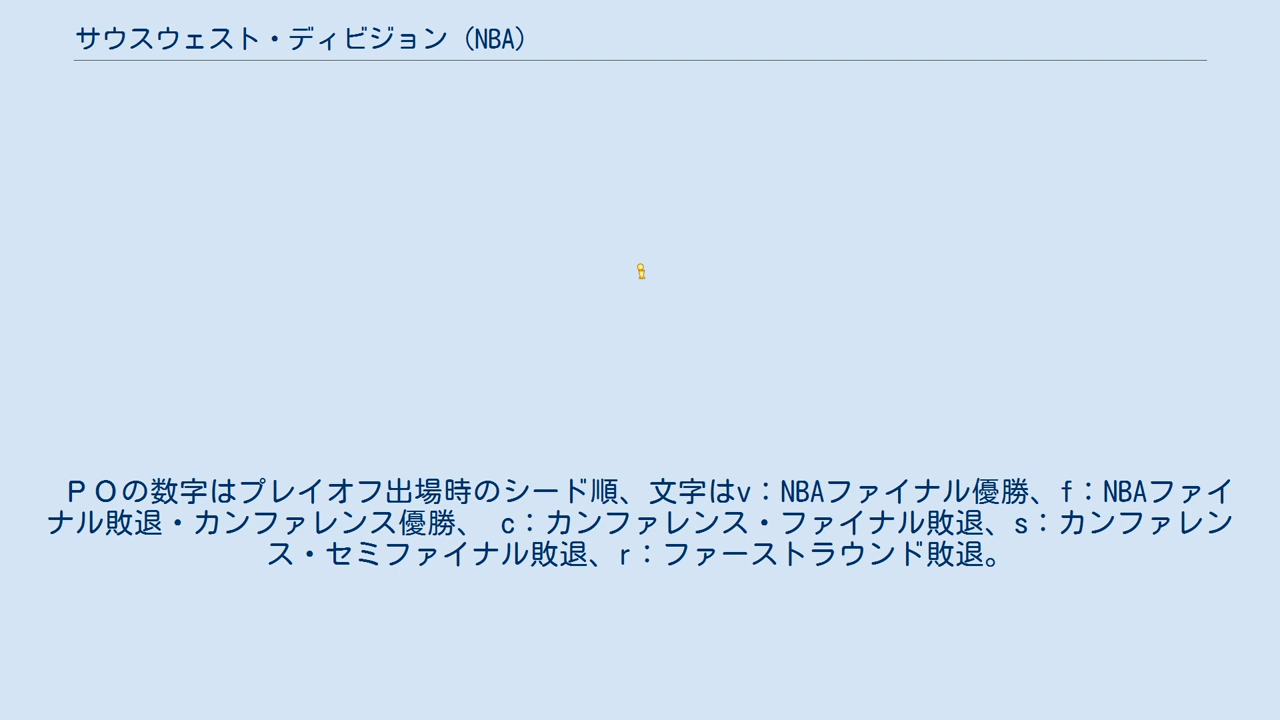 サウスウェスト・ディビジョン（NBA）
ＰＯの数字はプレイオフ出場時のシード順、文字はv：NBAファイナル優勝、f：NBAファイ
ナル敗退・カンファレンス優勝、 c：カンファレンス・ファイナル敗退、s：カンファレン
ス・セミファイナル敗退、r：ファーストラウンド敗退。